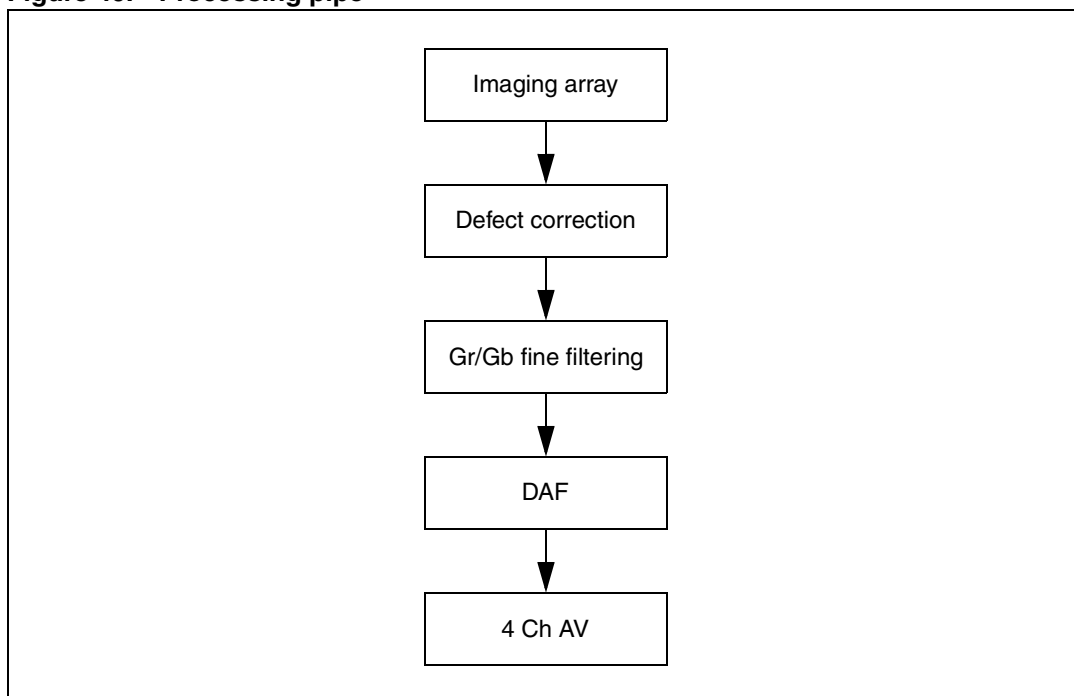 Imaging array
Defect correction
Gr/Gb fine filtering
DAF
4 Ch AV